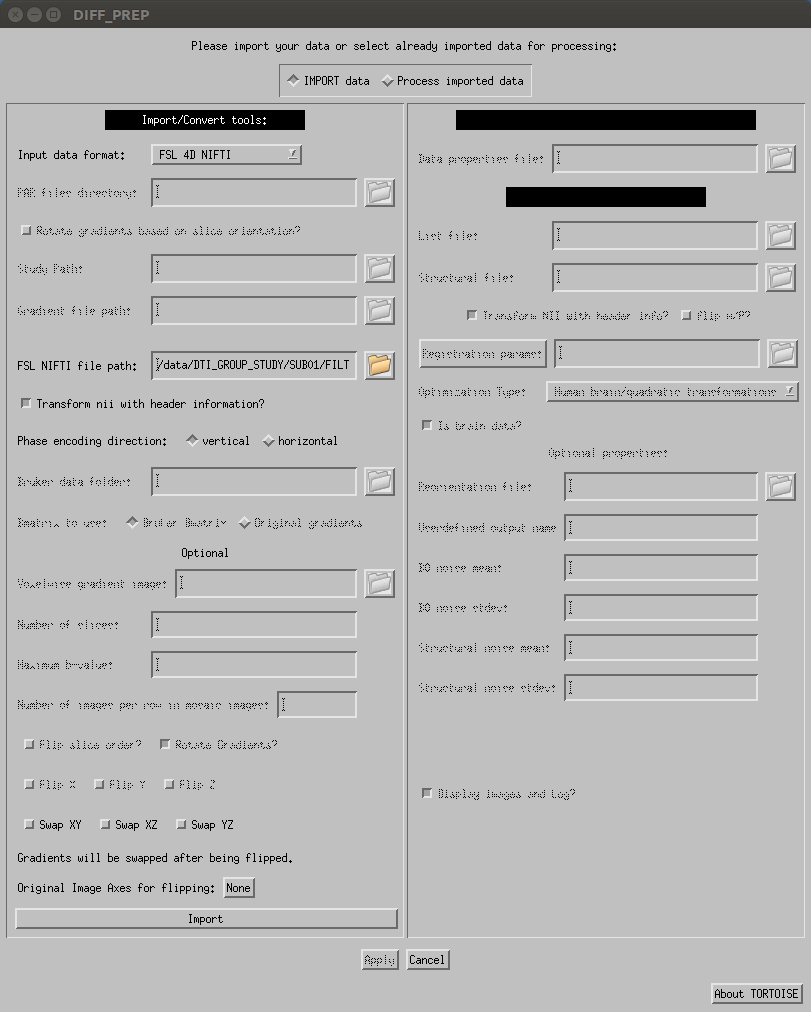 DIFF_PREP
Please import your data or select already imported data for processing:
IMPORT data Process imported data
Import/Convert tools:
Input data format: FSL 4D NIFTI
PAR files directory:
Rotate gradients based on slice orientation?
Study Path:
Gradient file path:
FSL NIFTI file path: /data/DTI_GROUP_STUDY/SUB01/FILT
Transform nii with header information?
Phase encoding direction: vertical horizontal
Bruker data folder:
Bmatrix to use: Bruker Bmatrix Original gradients
Optional
Voxelwise gradient image:
Number of slices:
Maximum b-value:
Number of images per row in mosaic images:
Flip slice order? Rotate Gradients?
Flip X Flip Y Flip Z
Swap XY Swap XZ Swap YZ
Gradients will be swapped after being flipped.
Original Image Axes for flipping: None
Import
Data properties file:
List file:
Structural file:
Transform NII with header info? Flip
Registration params:
Optimization Type: Human brain/quadratic transformations
Is brain data?
Optional properties:
Reorientation file:
Userdefined output name
DO noise mean:
DO noise stdev:
Structural noise mean:
Structural noise stdev:
Display images and Log?
Apply Cancel
About TORTOISE